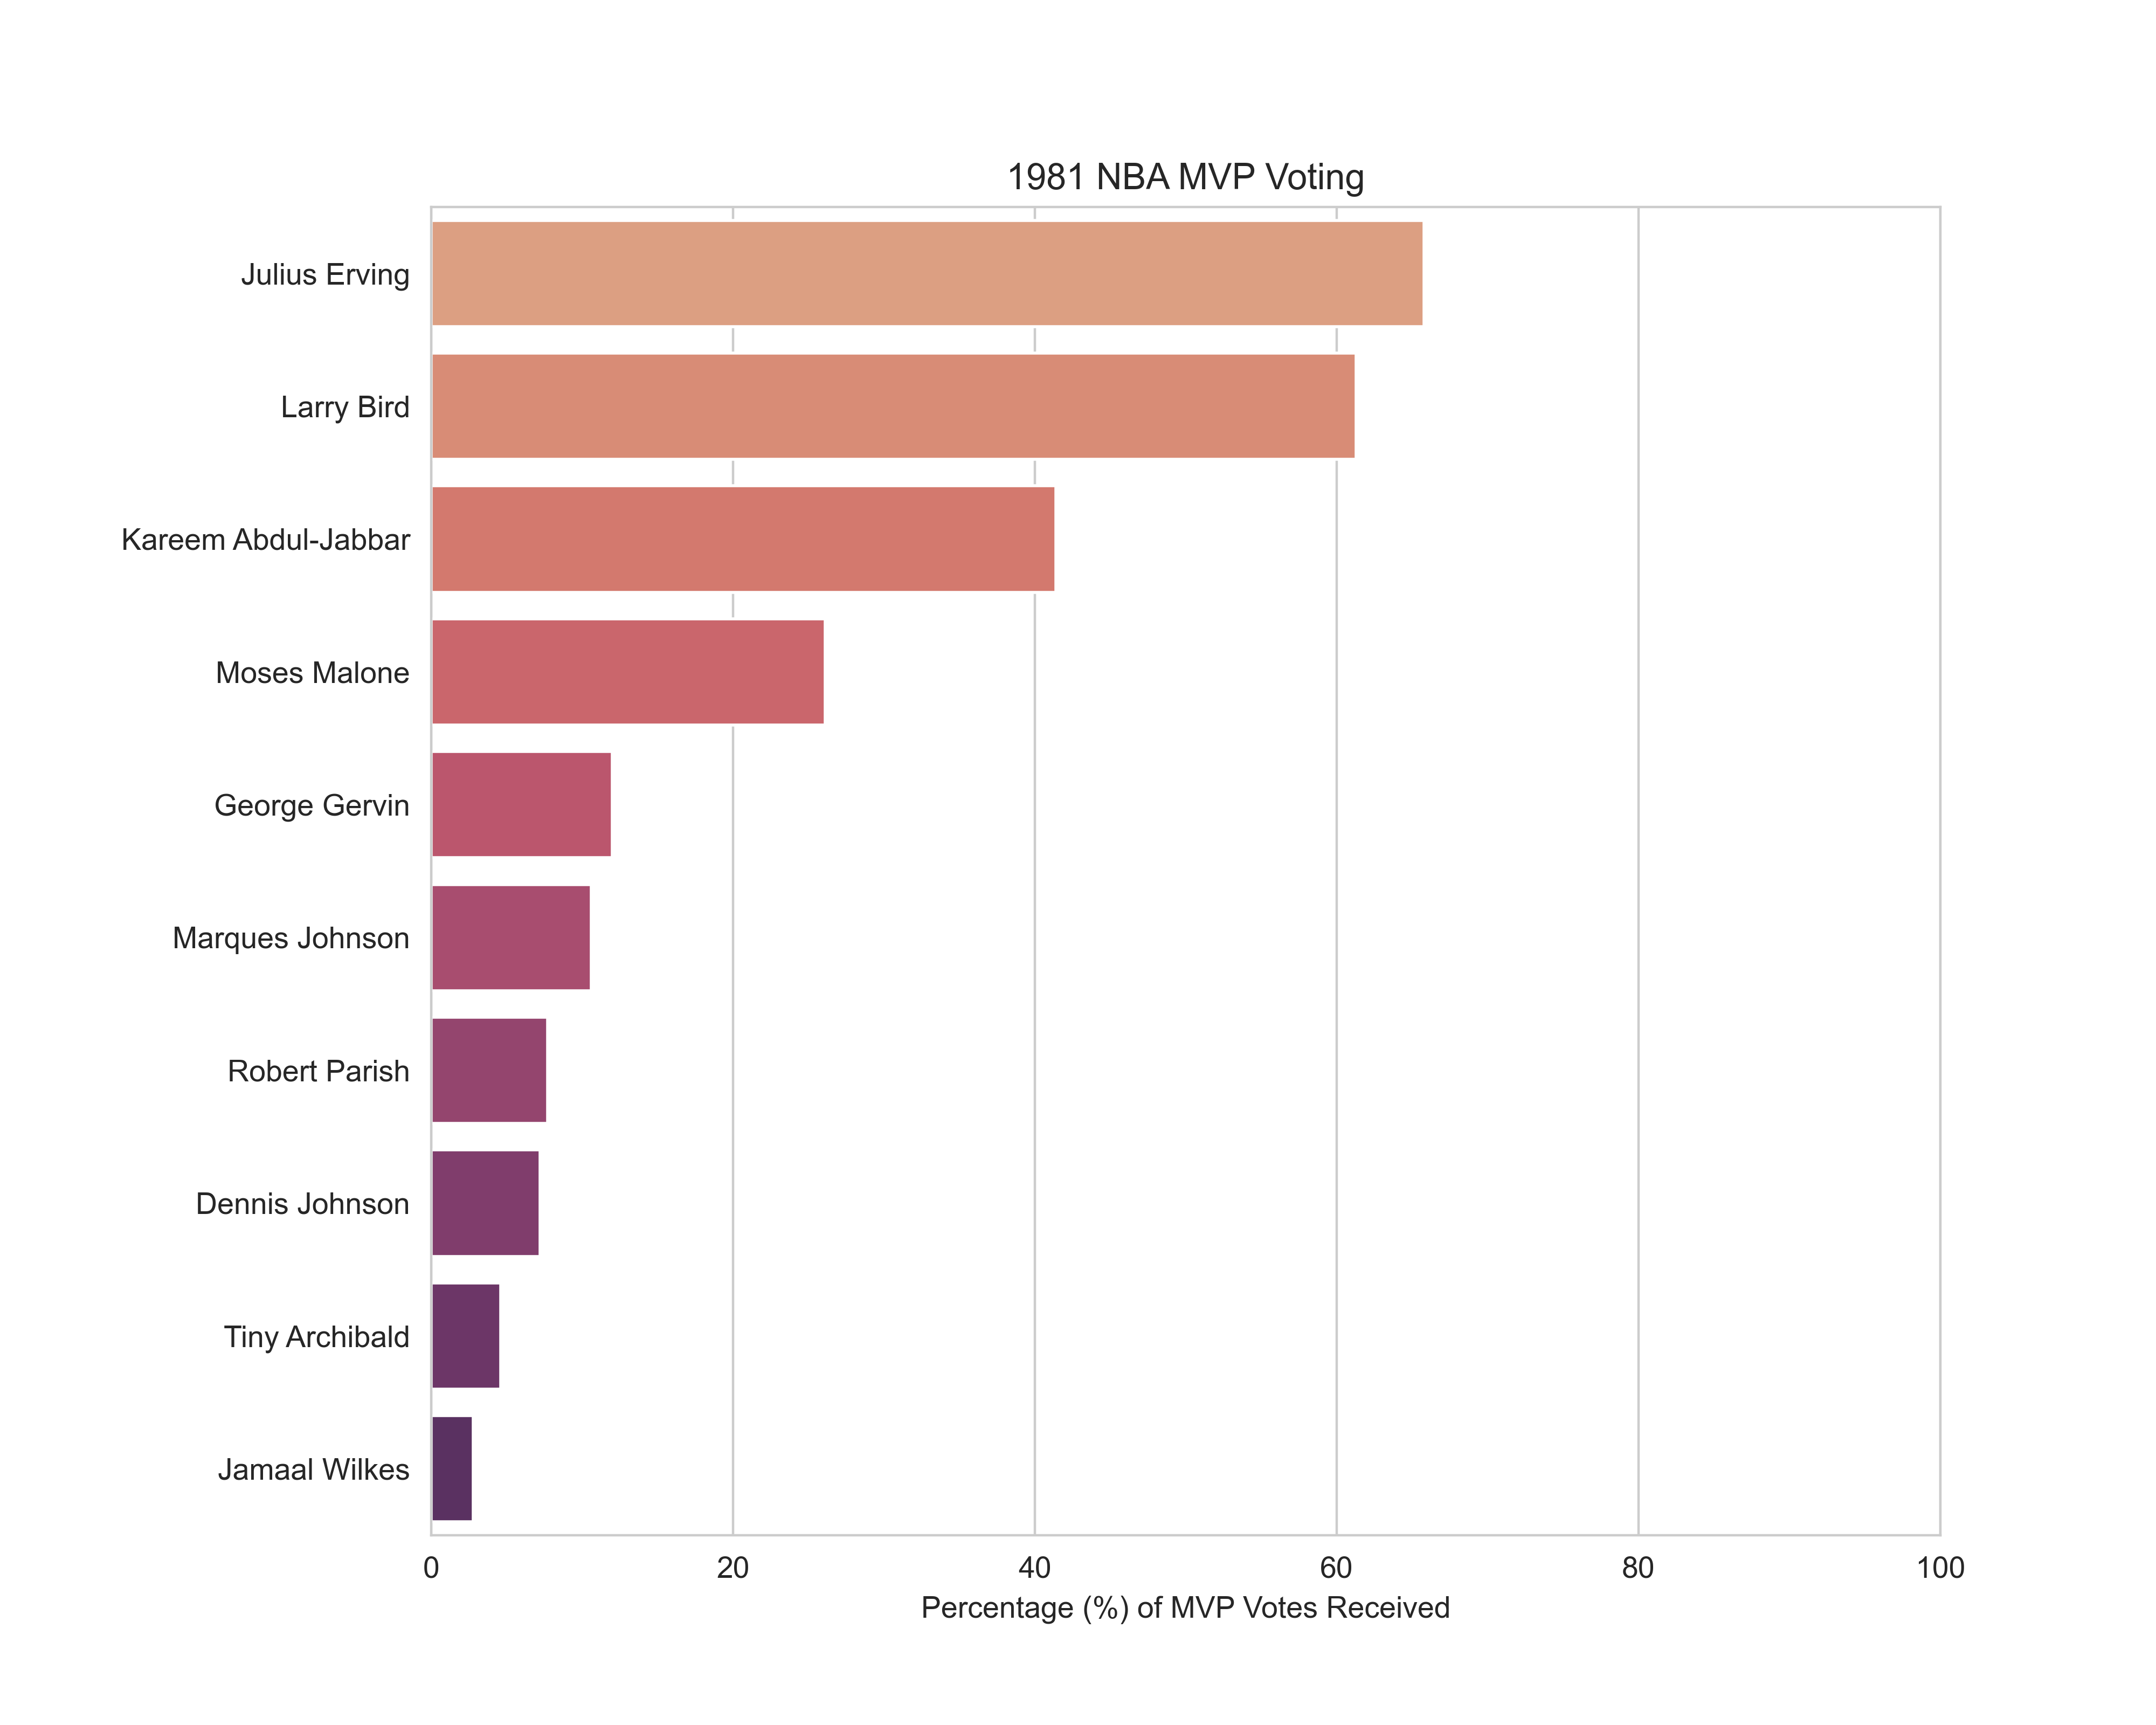 1981 NBA MVP Voting
Julius Erving
Larry Bird
Kareem Abdul-Jabbar
Moses Malone
George Gervin
Marques Johnson
Robert Parish
Dennis Johnson
Tiny Archibald
Jamaal Wilkes
0 20 40 60 80 100
Percentage (%) of MVP Votes Received